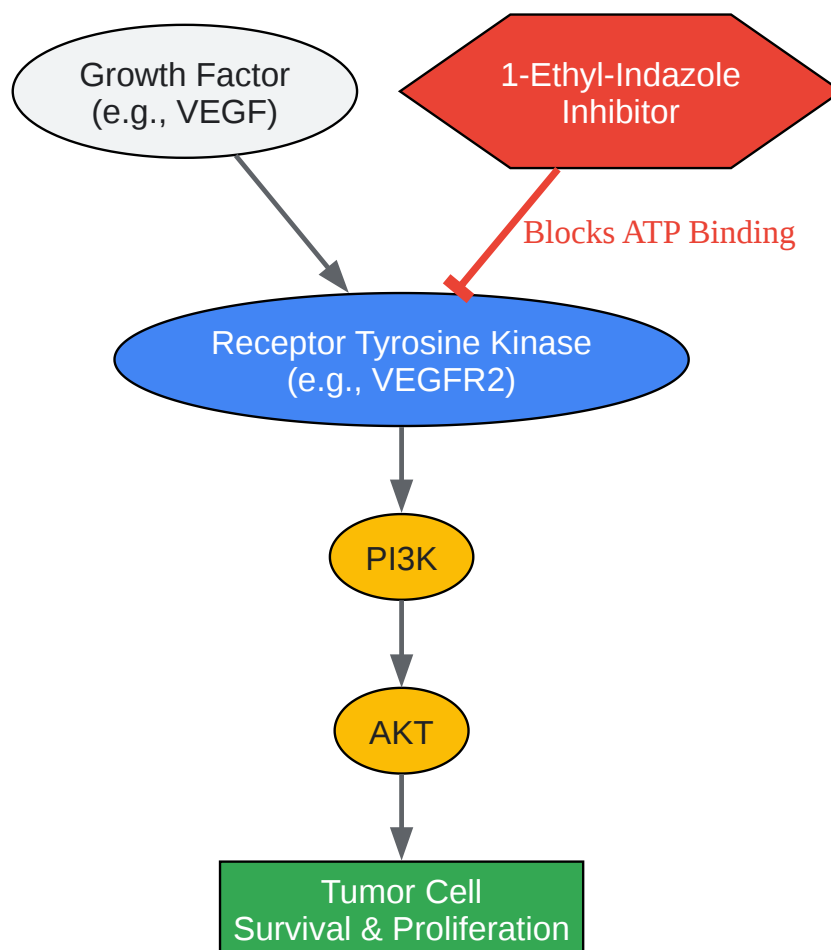 Growth Factor
(e.g., VEGF)
1-Ethyl-Indazole
Inhibitor
Blocks ATP Binding
Receptor Tyrosine Kinase
(e.g., VEGFR2)
PI3K
AKT
Tumor Cell
Survival & Proliferation